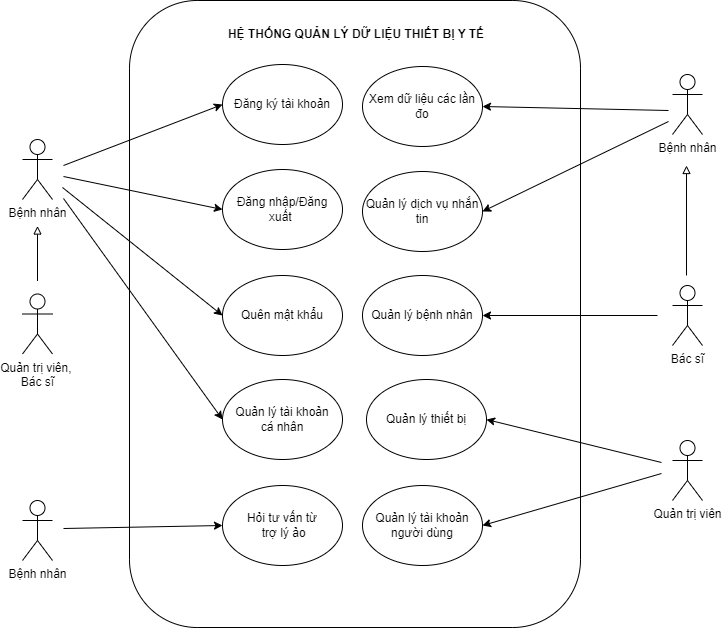 HỆ THỐNG QUẢN LÝ DỮ LIỆU THIẾT BỊ Y TẾ
Đăng ký tài khoản
Xem dữ liệu các lần
đo
Bệnh nhân
Bệnh nhân
Đăng nhập/Đăng
xuất
Quản lý dịch vụ nhắn
tin
Quên mật khẩu
Quản lý bệnh nhân
Quản trị viên,
Bác sĩ
Bác sĩ
Quản lý tài khoản
cá nhân
Quản lý thiết bị
Hỏi tư vấn từ
trợ lý ảo
Quản lý tài khoản
người dùng
Quản trị viên
Bệnh nhân